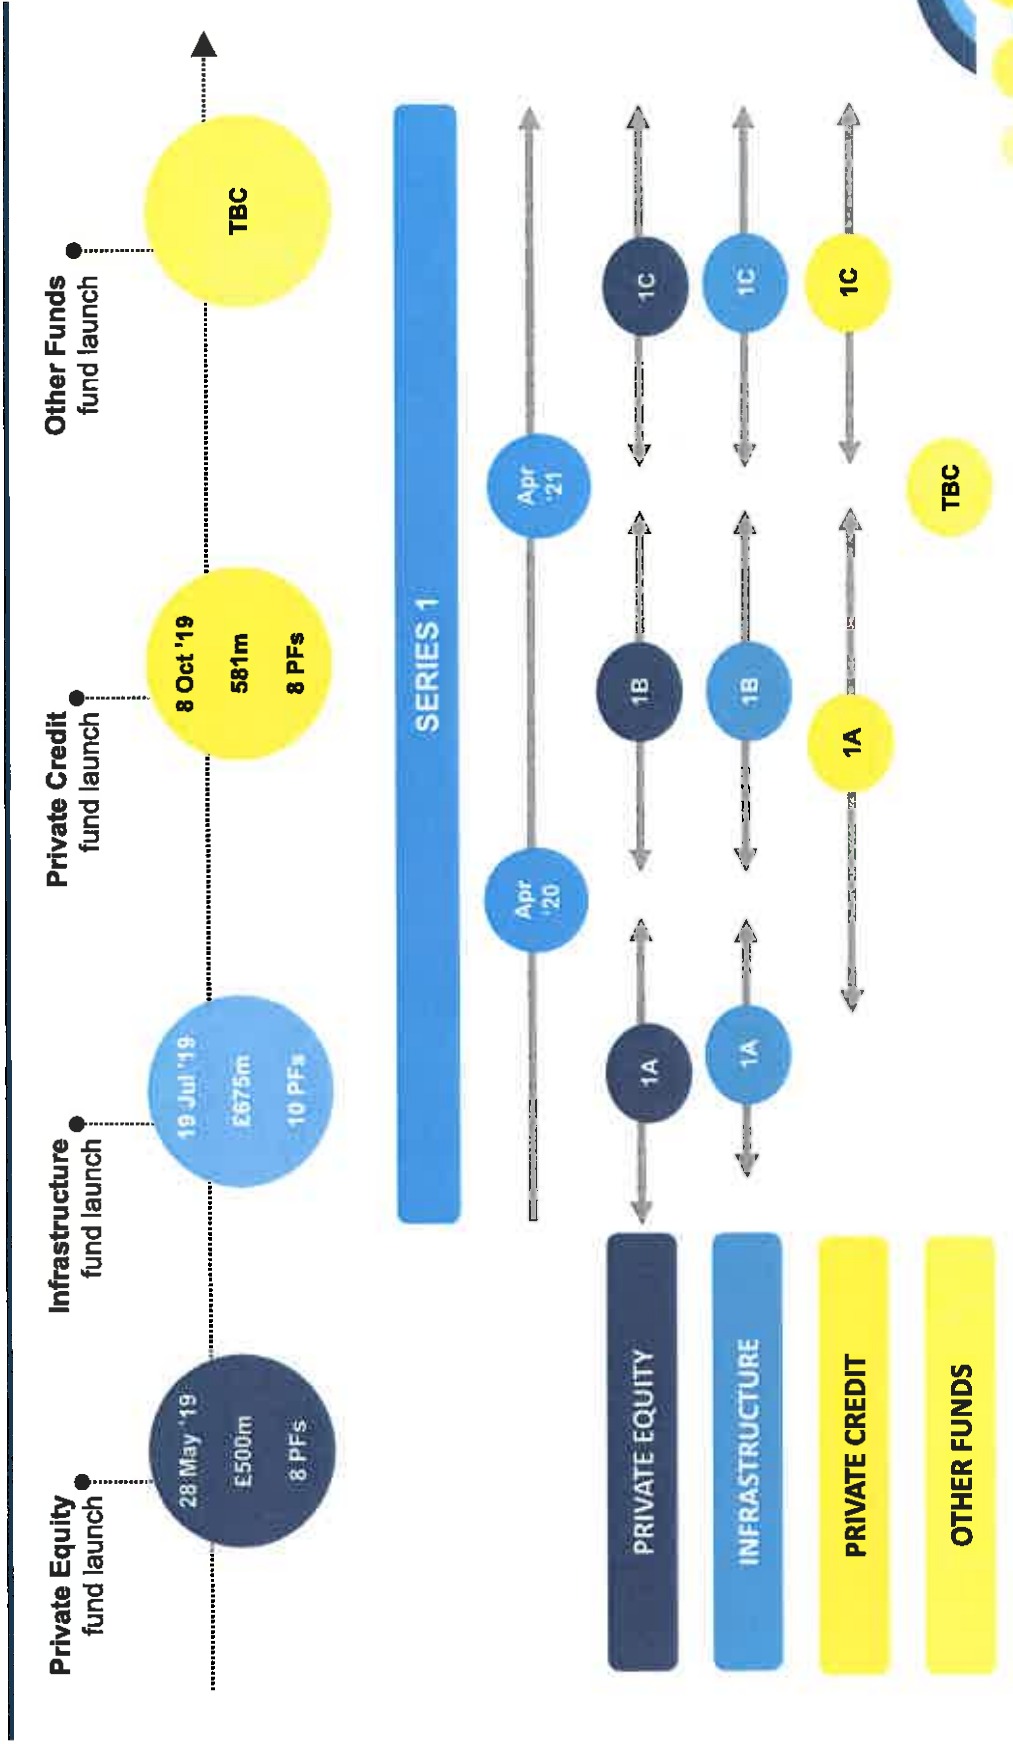 Private Equity
fund launch
Infrastructure
fund launch
Private Credit
fund launch
Other Funds
fund launch
28 May '19
£500m
8 PFs
19 Jul '19
£675m
10 PFs
8 Oct '19
581m
8 PFs
TBC
SERIES 1
Apr
'20
Apr
'21
PRIVATE EQUITY
1A
1B
1C
INFRASTRUCTURE
1A
1B
1C
PRIVATE CREDIT
1A
1C
OTHER FUNDS
TBC